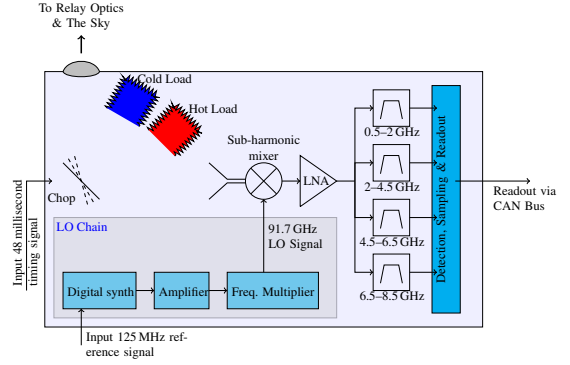 To Relay Optics
& The Sky
Cold Load
Hot Load
Sub-harmonic
mixer
Chop
LNA
0.5–2 GHz
2–4.5 GHz
4.5–6.5 GHz
6.5–8.5 GHz
Detection, Sampling & Readout
Readout via
CAN Bus
Input 48 millisecond
timing signal
LO Chain
91.7 GHz
LO Signal
Digital synth
Amplifier
Freq. Multiplier
Input 125 MHz ref-
erence signal